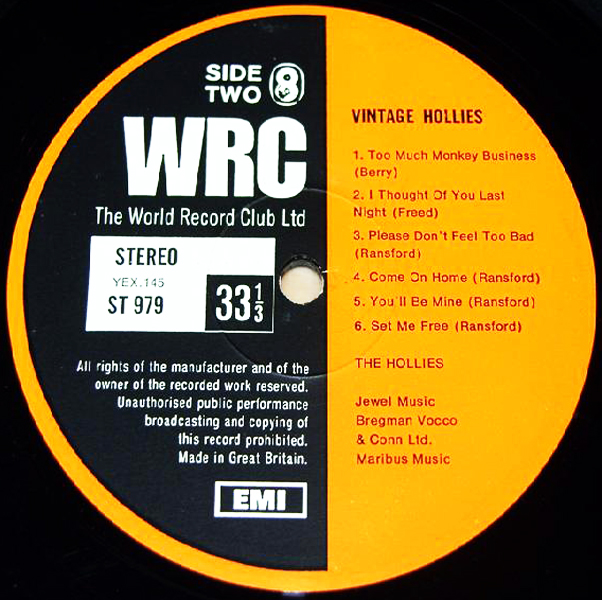 SIDE
TWO 8
WRC
The World Record Club Ltd
STEREO
YEX.145
ST 979
33 1/3
All rights of the manufacturer and of the
owner of the recorded work reserved.
Unauthorised public performance
broadcasting and copying of
this record prohibited.
Made in Great Britain.
EMI
VINTAGE HOLLIES
1. Too Much Monkey Business
(Berry)
2. I Thought Of You Last
Night (Freed)
3. Please Don't Feel Too Bad
(Ransford)
4. Come On Home (Ransford)
5. You'll Be Mine (Ransford)
6. Set Me Free (Ransford)
THE HOLLIES
Jewel Music
Bregman Vocco
& Conn Ltd.
Maribus Music